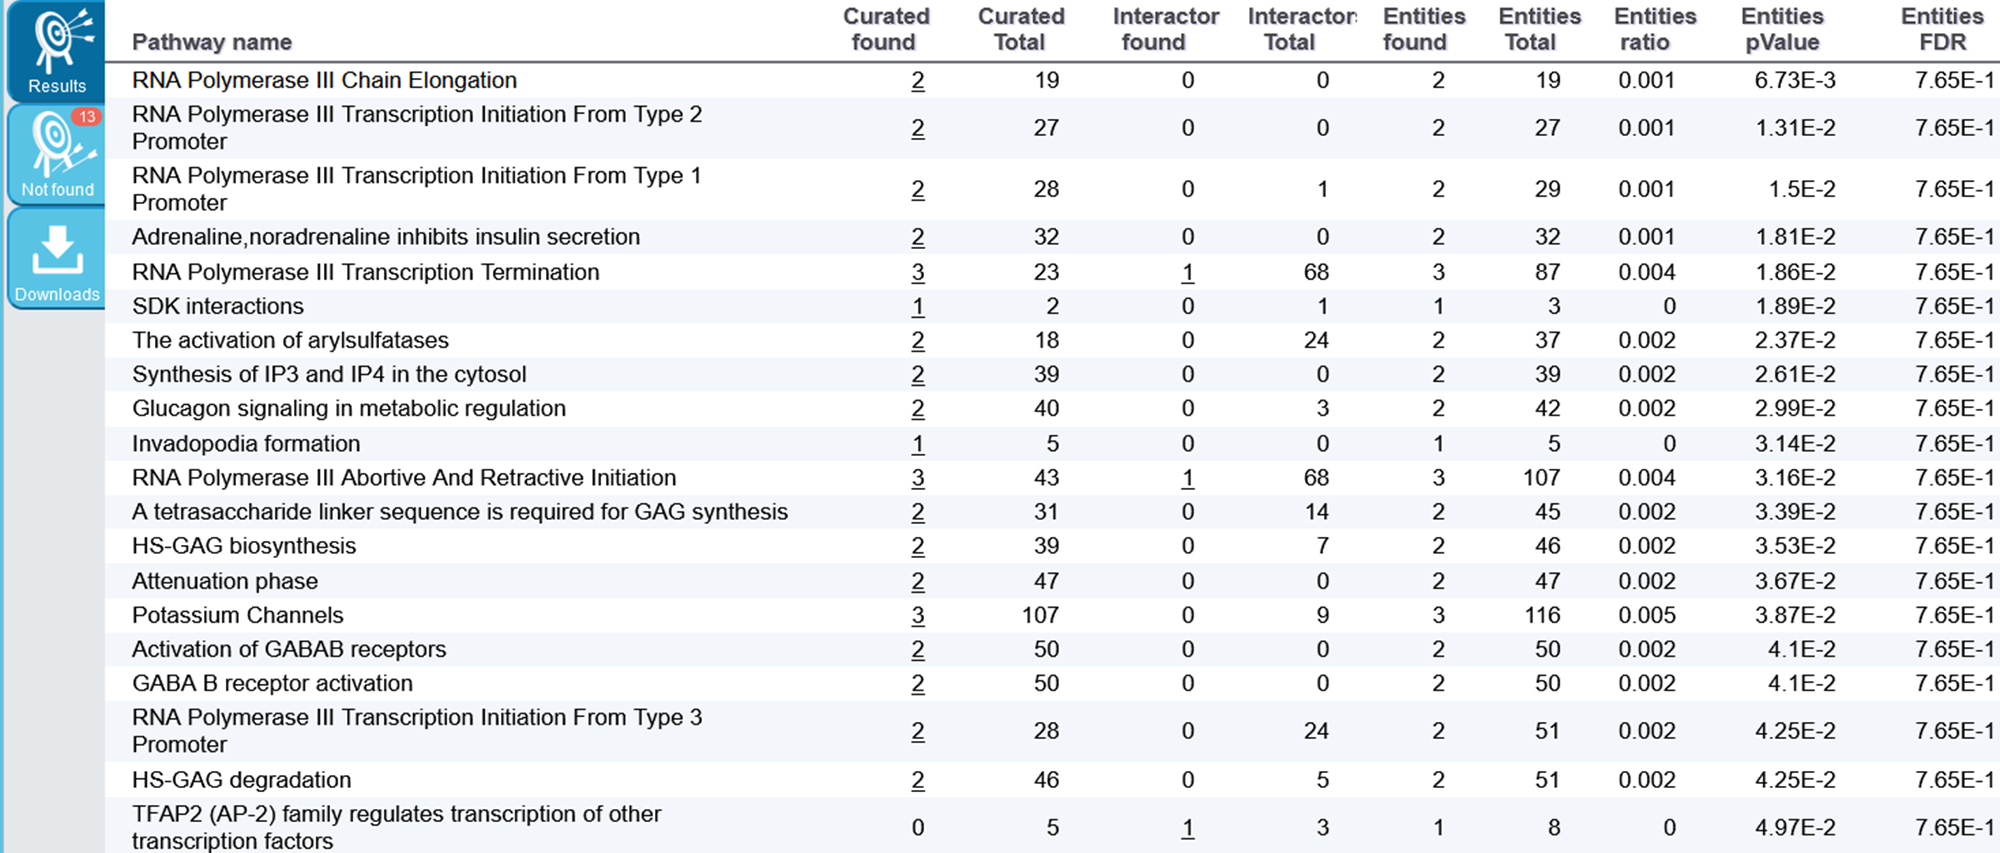 Results
13
Not found
Downloads
Pathway name Curated found Curated Total Interactor found Interactor Total Entities found Entities Total Entities ratio Entities pValue Entities FDR
RNA Polymerase III Chain Elongation 2 19 0 0 2 19 0.001 6.73E-3 7.65E-1
RNA Polymerase III Transcription Initiation From Type 2
Promoter 2 27 0 0 2 27 0.001 1.31E-2 7.65E-1
RNA Polymerase III Transcription Initiation From Type 1
Promoter 2 28 0 1 2 29 0.001 1.5E-2 7.65E-1
Adrenaline,noradrenaline inhibits insulin secretion 2 32 0 0 2 32 0.001 1.81E-2 7.65E-1
RNA Polymerase III Transcription Termination 3 23 1 68 3 87 0.004 1.86E-2 7.65E-1
SDK interactions 1 2 0 1 1 3 0 1.89E-2 7.65E-1
The activation of arylsulfatases 2 18 0 24 2 37 0.002 2.37E-2 7.65E-1
Synthesis of IP3 and IP4 in the cytosol 2 39 0 0 2 39 0.002 2.61E-2 7.65E-1
Glucagon signaling in metabolic regulation 2 40 0 3 2 42 0.002 2.99E-2 7.65E-1
Invadopodia formation 1 5 0 0 1 5 0 3.14E-2 7.65E-1
RNA Polymerase III Abortive And Retractive Initiation 3 43 1 68 3 107 0.004 3.16E-2 7.65E-1
A tetrasaccharide linker sequence is required for GAG synthesis 2 31 0 14 2 45 0.002 3.39E-2 7.65E-1
HS-GAG biosynthesis 2 39 0 7 2 46 0.002 3.53E-2 7.65E-1
Attenuation phase 2 47 0 0 2 47 0.002 3.67E-2 7.65E-1
Potassium Channels 3 107 0 9 3 116 0.005 3.87E-2 7.65E-1
Activation of GABAB receptors 2 50 0 0 2 50 0.002 4.1E-2 7.65E-1
GABA B receptor activation 2 50 0 0 2 50 0.002 4.1E-2 7.65E-1
RNA Polymerase III Transcription Initiation From Type 3
Promoter 2 28 0 24 2 51 0.002 4.25E-2 7.65E-1
HS-GAG degradation 2 46 0 5 2 51 0.002 4.25E-2 7.65E-1
TFAP2 (AP-2) family regulates transcription of other
transcription factors 0 5 1 3 1 8 0 4.97E-2 7.65E-1